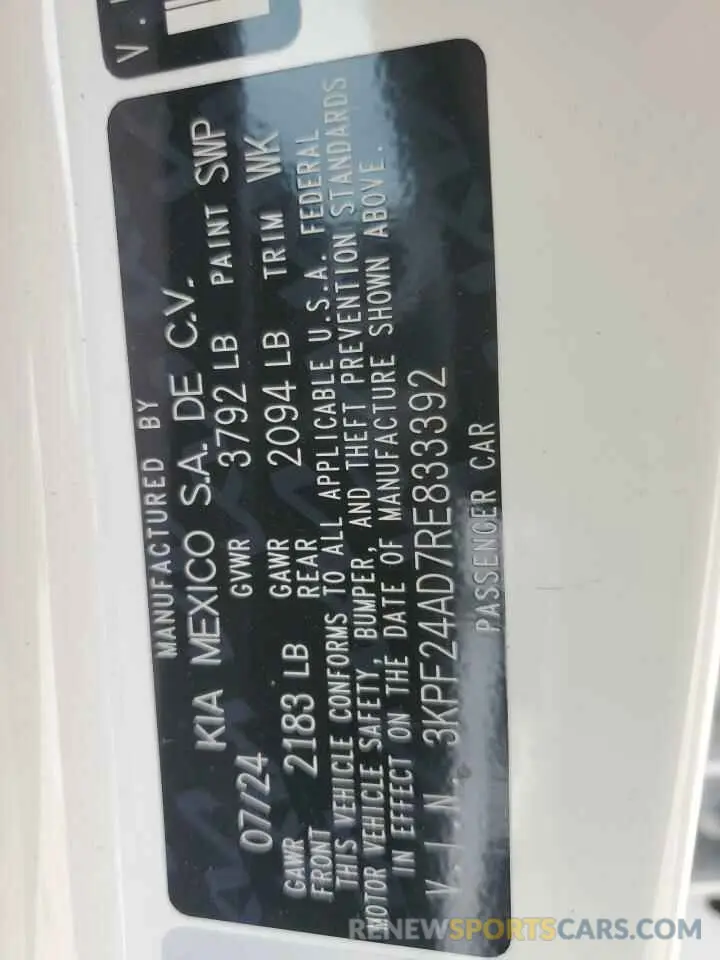 V.I
MANUFACTURED BY
KIA MEXICO S.A. DE C.V.
07/24 GVWR 3792 LB PAINT SWP
GAWR FRONT 2183 LB GAWR REAR 2094 LB TRIM WK
THIS VEHICLE CONFORMS TO ALL APPLICABLE U.S.A. FEDERAL
MOTOR VEHICLE SAFETY, BUMPER, AND THEFT PREVENTION STANDARDS
IN EFFECT ON THE DATE OF MANUFACTURE SHOWN ABOVE.
V.I.N. 3KPF24AD7RE833392
PASSENGER CAR
RENEWSPORTSCARS.COM